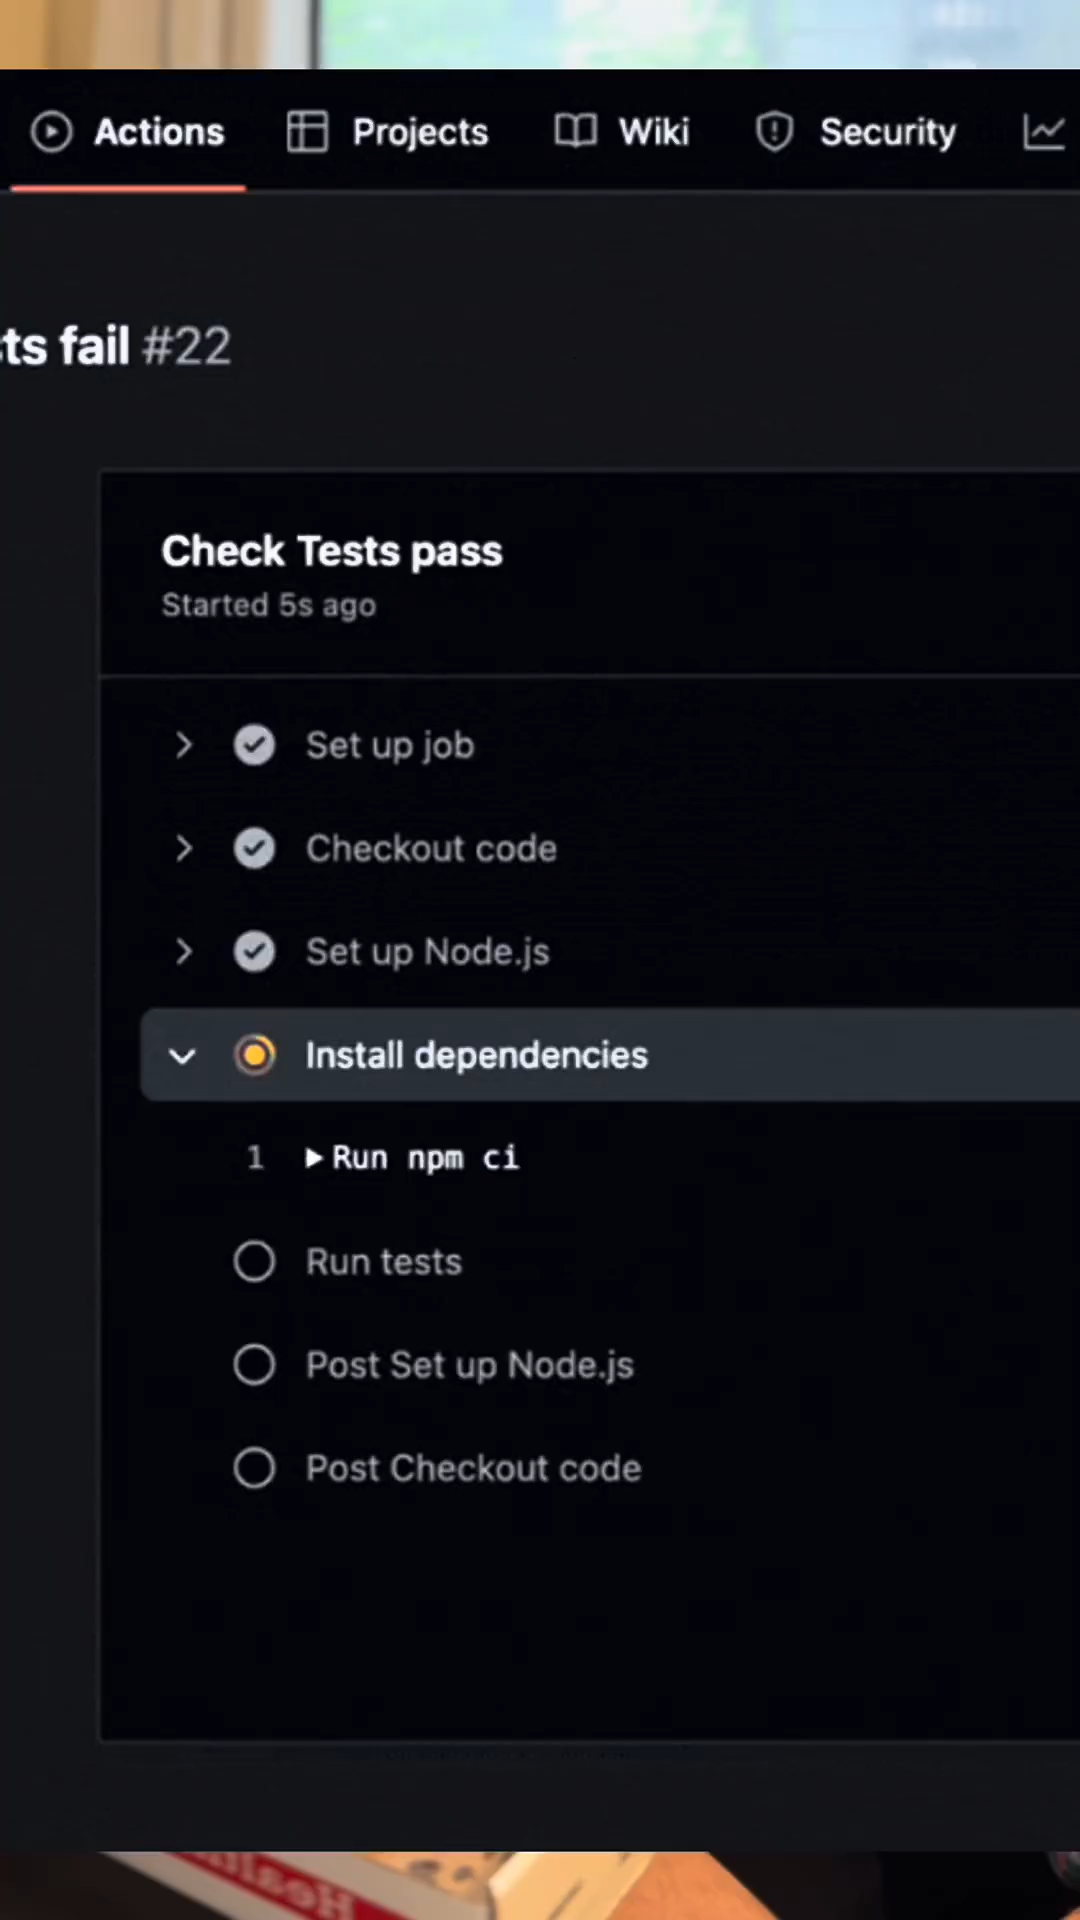 Actions Projects Wiki Security
ts fail #22
Check Tests pass
Started 5s ago
Set up job
Checkout code
Set up Node.js
Install dependencies
1 Run npm ci
Run tests
Post Set up Node.js
Post Checkout code